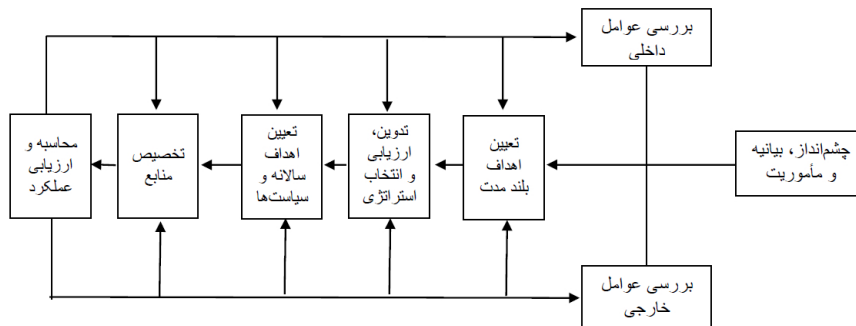 بررسی عوامل
داخلی
چشم‌انداز، بیانیه
و مأموریت
تعیین
اهداف
بلند مدت
تدوین،
ارزیابی
و انتخاب
استراتژی
تعیین
اهداف
سالانه و
سیاست‌ها
تخصیص
منابع
محاسبه و
ارزیابی
عملکرد
بررسی عوامل
خارجی